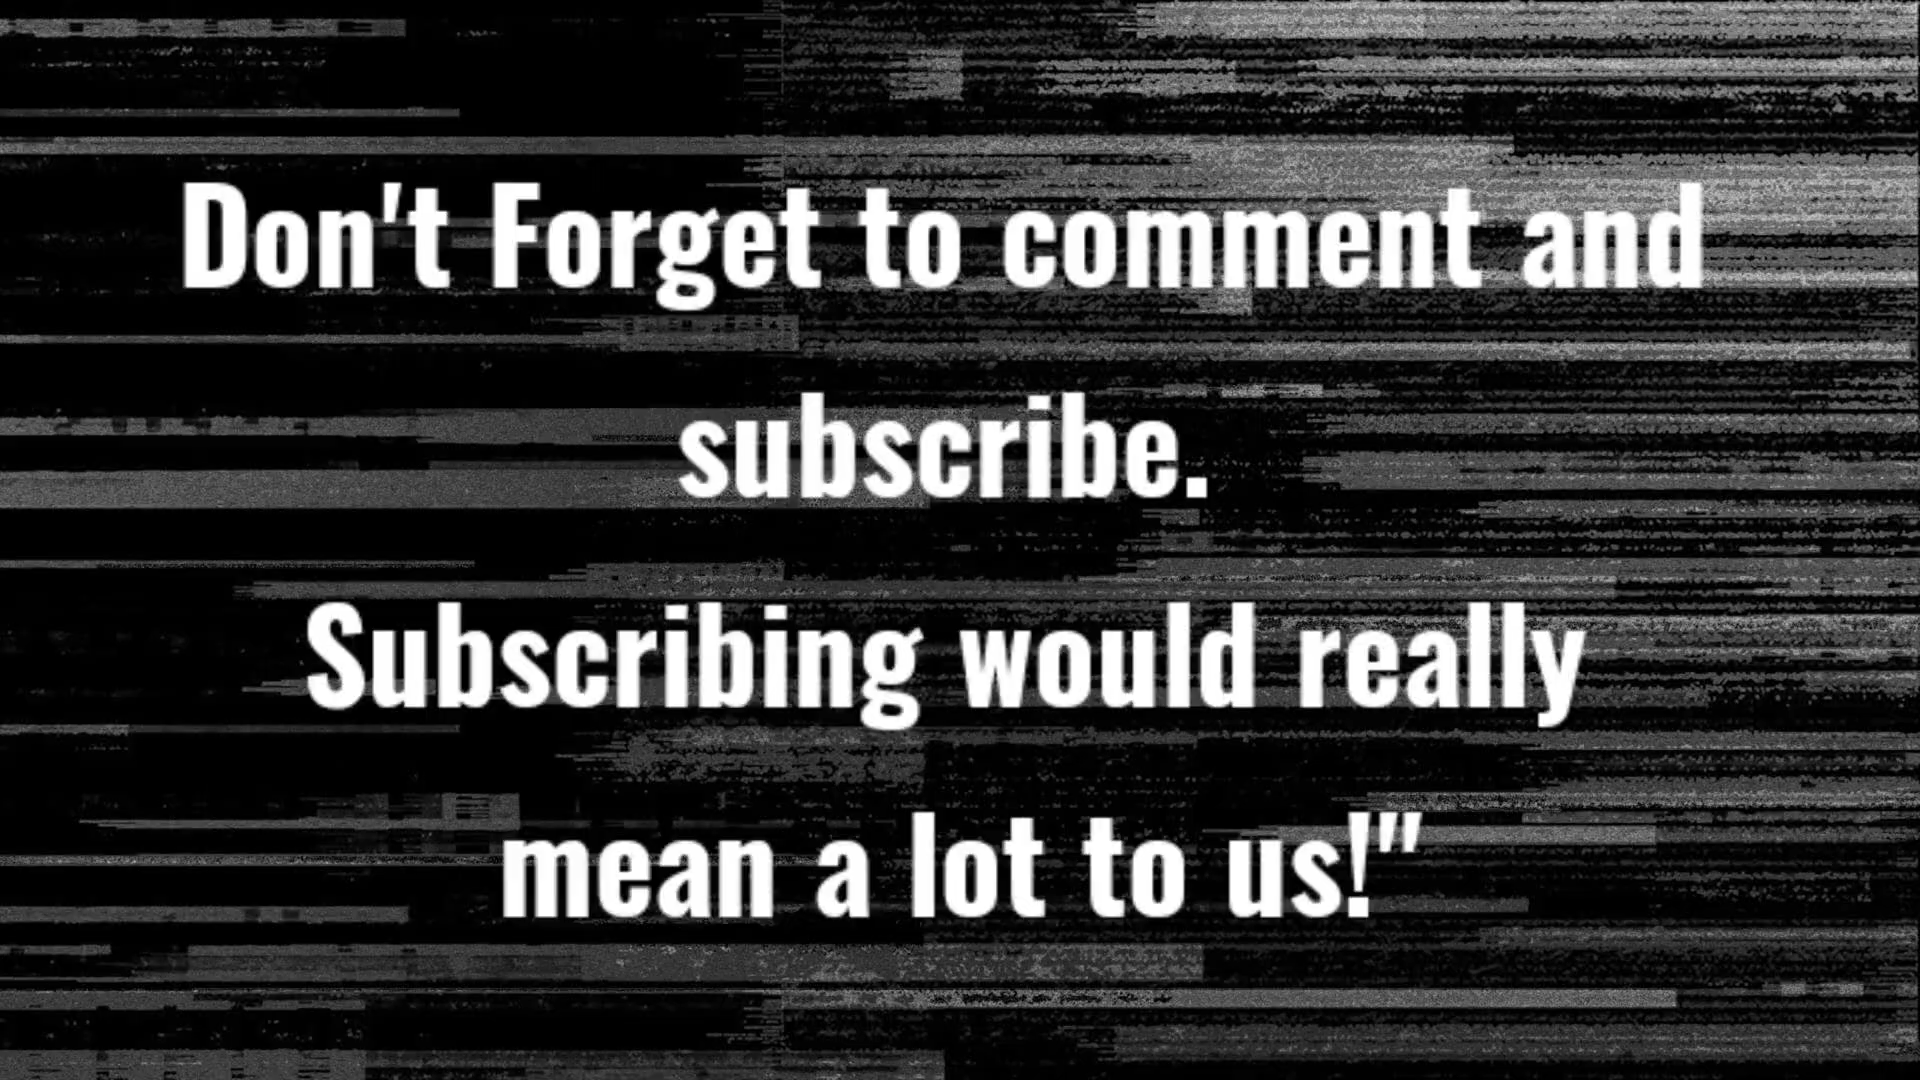 Don't Forget to comment and
subscribe.
Subscribing would really
mean a lot to us!"